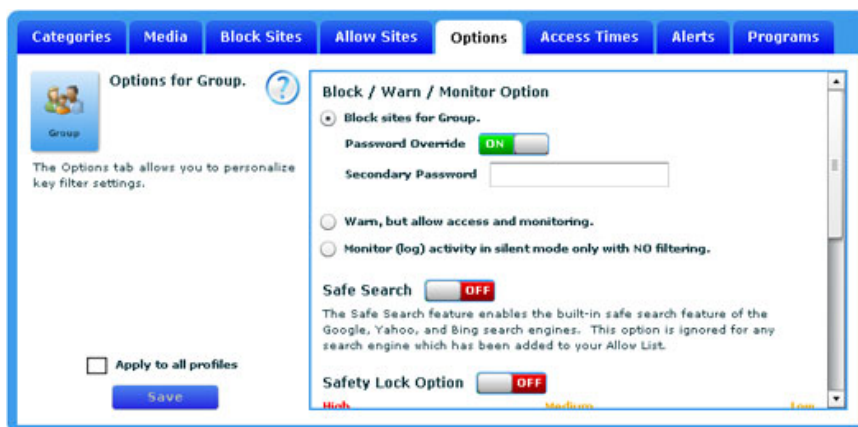 Categories
Media
Block Sites
Allow Sites
Options
Access Times
Alerts
Programs
Options for Group.
?
Group
The Options tab allows you to personalize
key filter settings.
Apply to all profiles
Save
Block / Warn / Monitor Option
Block sites for Group.
Password Override ON
Secondary Password
Warn, but allow access and monitoring.
Monitor (log) activity in silent mode only with NO filtering.
Safe Search OFF
The Safe Search feature enables the built-in safe search feature of the
Google, Yahoo, and Bing search engines. This option is ignored for any
search engine which has been added to your Allow List.
Safety Lock Option OFF
High Medium Low